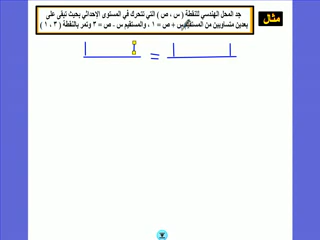 مثال
جد المحل الهندسي للنقطة ( س ، ص ) التي تتحرك في المستوى الإحداثي بحيث تبقى على
بعدين متساويين من المستقيم س + ص = ١ ، والمستقيم س - ص = ٣ وتمر بالنقطة ( ٣ ، ١ )
=